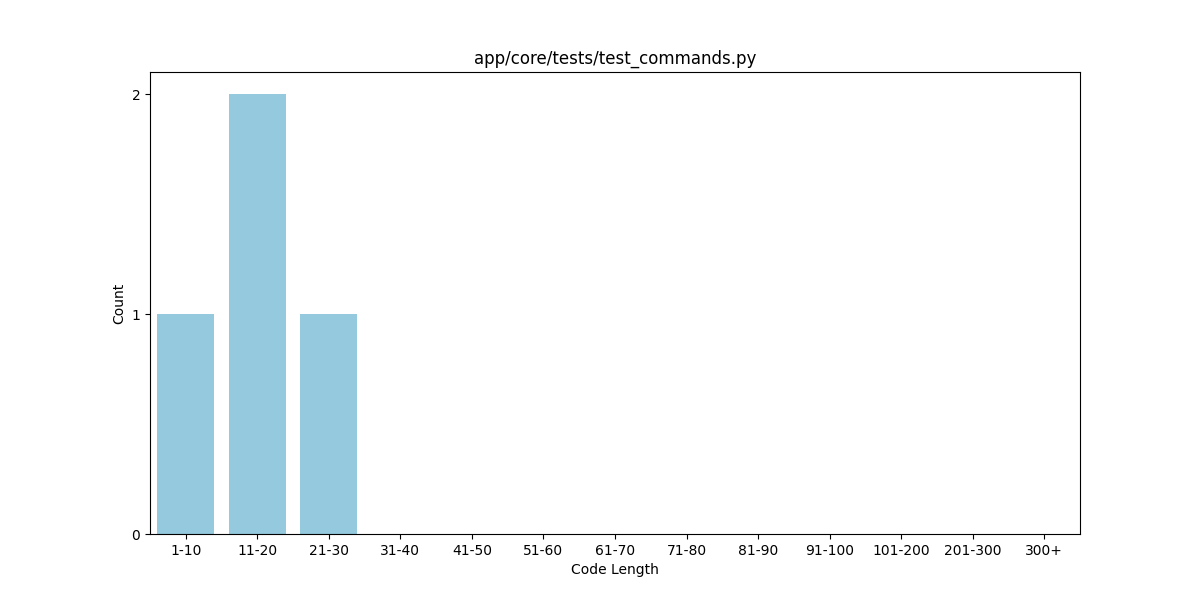 app/core/tests/test_commands.py
Count
2
1
0
1-10 11-20 21-30 31-40 41-50 51-60 61-70 71-80 81-90 91-100 101-200 201-300 300+
Code Length